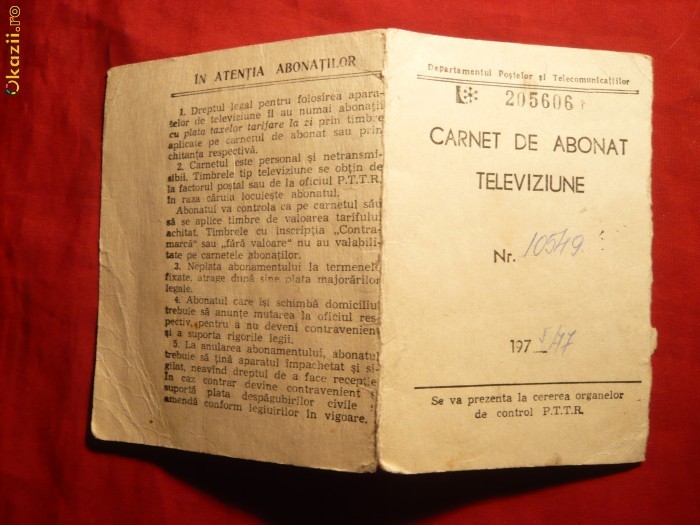 Okazii.ro
ÎN ATENȚIA ABONAȚILOR
1. Dreptul legal pentru folosirea apara-
telor de televiziune îl au numai abonații
cu plata taxelor tarifare la zi prin timbre
aplicate pe carnetul de abonat sau prin
chitanța respectivă.
2. Carnetul este personal și netransmi-
sibil. Timbrele tip televiziune se obțin de
la factorul poștal sau de la oficiul P.T.T.R.
în raza căruia locuiește abonatul.
Abonatul va controla ca pe carnetul său
să se aplice timbre de valoarea tarifului
achitat. Timbrele cu inscripția „Contra-
marcă" sau „fără valoare" nu au valabili-
tate pe carnetele abonaților.
3. Neplata abonamentului la termenele
fixate, atrage după sine plata majorărilor
legale.
4. Abonatul care își schimbă domiciliul
trebuie să anunțe mutarea la oficiul res-
pectiv, pentru a nu deveni contravenient
și a suporta rigorile legii.
5. La anularea abonamentului, abonatul
trebuie să țină aparatul împachetat și si-
gilat, neavînd dreptul de a face recepție
În caz contrar devine contravenient
suportă plata despăgubirilor civile
amendă conform legiuirilor în vigoare.
Departamentul Poștelor și Telecomunicațiilor
205606
CARNET DE ABONAT
TELEVIZIUNE
Nr. 10549
197 /77
Se va prezenta la cererea organelor
de control P.T.T.R.